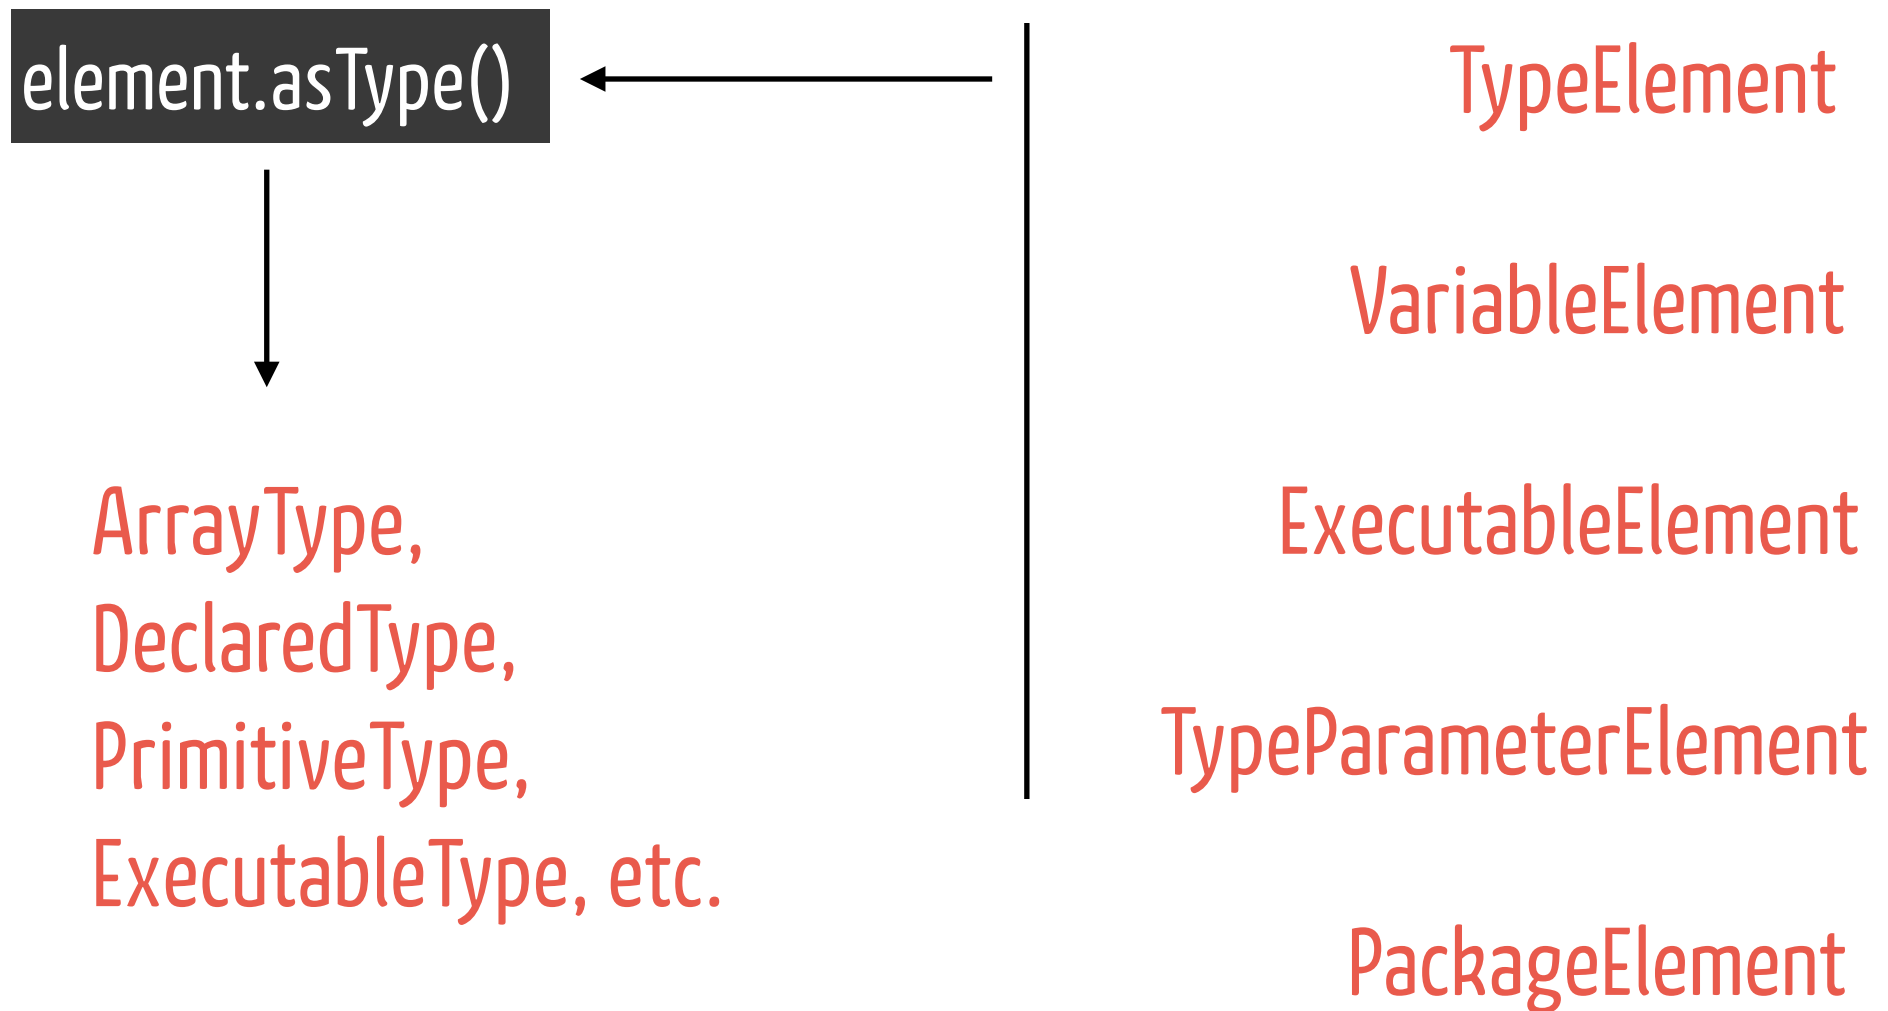 element.asType()
ArrayType,
DeclaredType,
PrimitiveType,
ExecutableType, etc.
TypeElement
VariableElement
ExecutableElement
TypeParameterElement
PackageElement